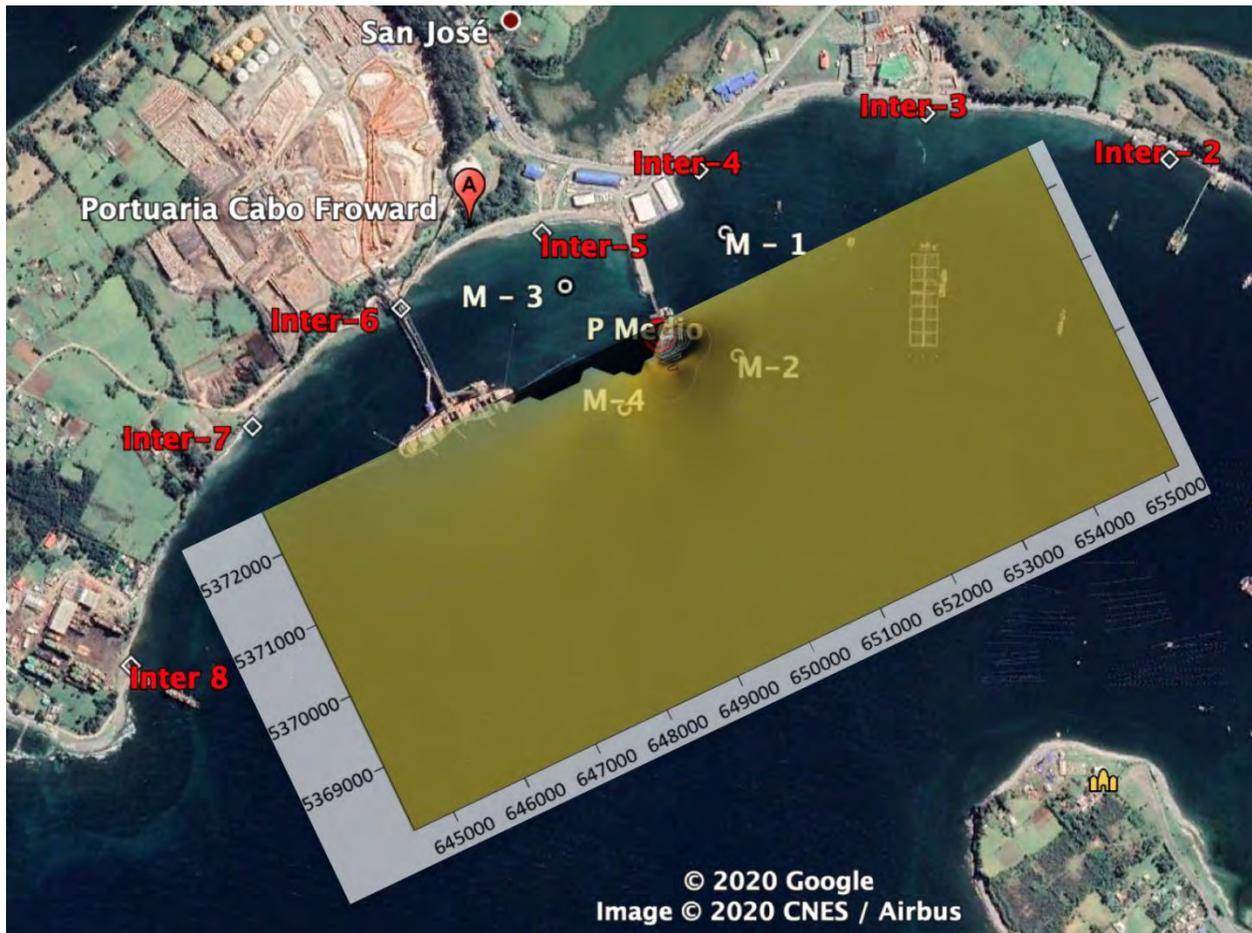 San José
Inter-3
Inter - 2
Inter-4
Portuaria Cabo Froward
A
Inter-5
M - 1
M - 3
Inter-6
P Medio
M-2
M-4
Inter-7
5372000
5371000
5370000
5369000
Inter 8
645000
646000
647000
648000
649000
650000
651000
652000
653000
654000
655000
© 2020 Google
Image © 2020 CNES / Airbus